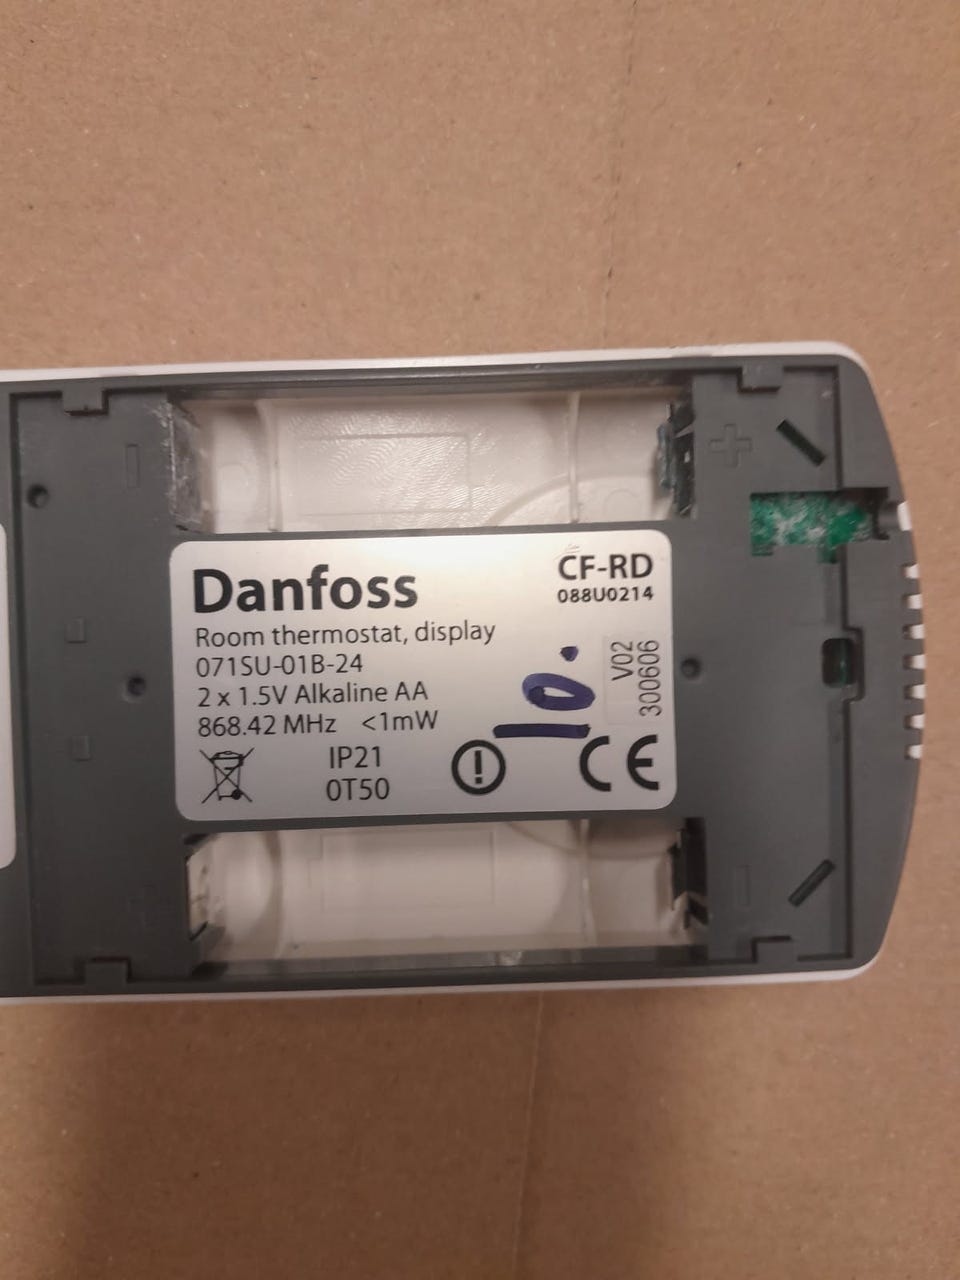 Danfoss
CF-RD
088U0214
Room thermostat, display
071SU-01B-24
2 x 1.5V Alkaline AA
868.42 MHz <1mW
IP21
0T50
10.
V02
300606
CE